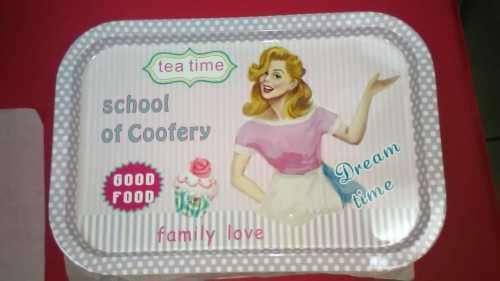 tea time
school
of Coofery
GOOD
FOOD
Dream
time
family love